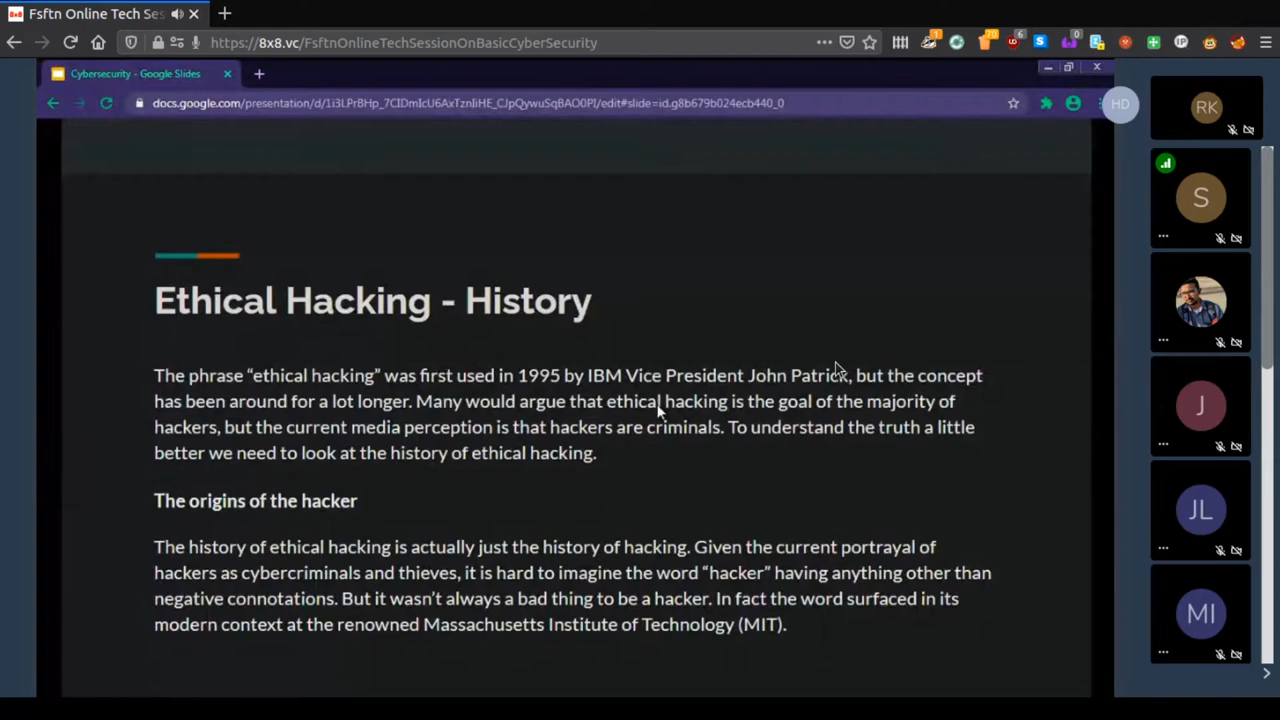 Fsftn Online Tech Ses
https://8x8.vc/FsftnOnlineTechSessionOnBasicCyberSecurity
1
70
6
0
IP
Cybersecurity - Google Slides
docs.google.com/presentation/d/1i3LPrBHp_7CIDmIcU6AxTznliHE_CJpQywuSqBAO0PI/edit#slide=id.g8b679b024ecb440_0
HD
RK
S
J
JL
MI
Ethical Hacking - History
The phrase “ethical hacking” was first used in 1995 by IBM Vice President John Patrick, but the concept
has been around for a lot longer. Many would argue that ethical hacking is the goal of the majority of
hackers, but the current media perception is that hackers are criminals. To understand the truth a little
better we need to look at the history of ethical hacking.
The origins of the hacker
The history of ethical hacking is actually just the history of hacking. Given the current portrayal of
hackers as cybercriminals and thieves, it is hard to imagine the word “hacker” having anything other than
negative connotations. But it wasn’t always a bad thing to be a hacker. In fact the word surfaced in its
modern context at the renowned Massachusetts Institute of Technology (MIT).